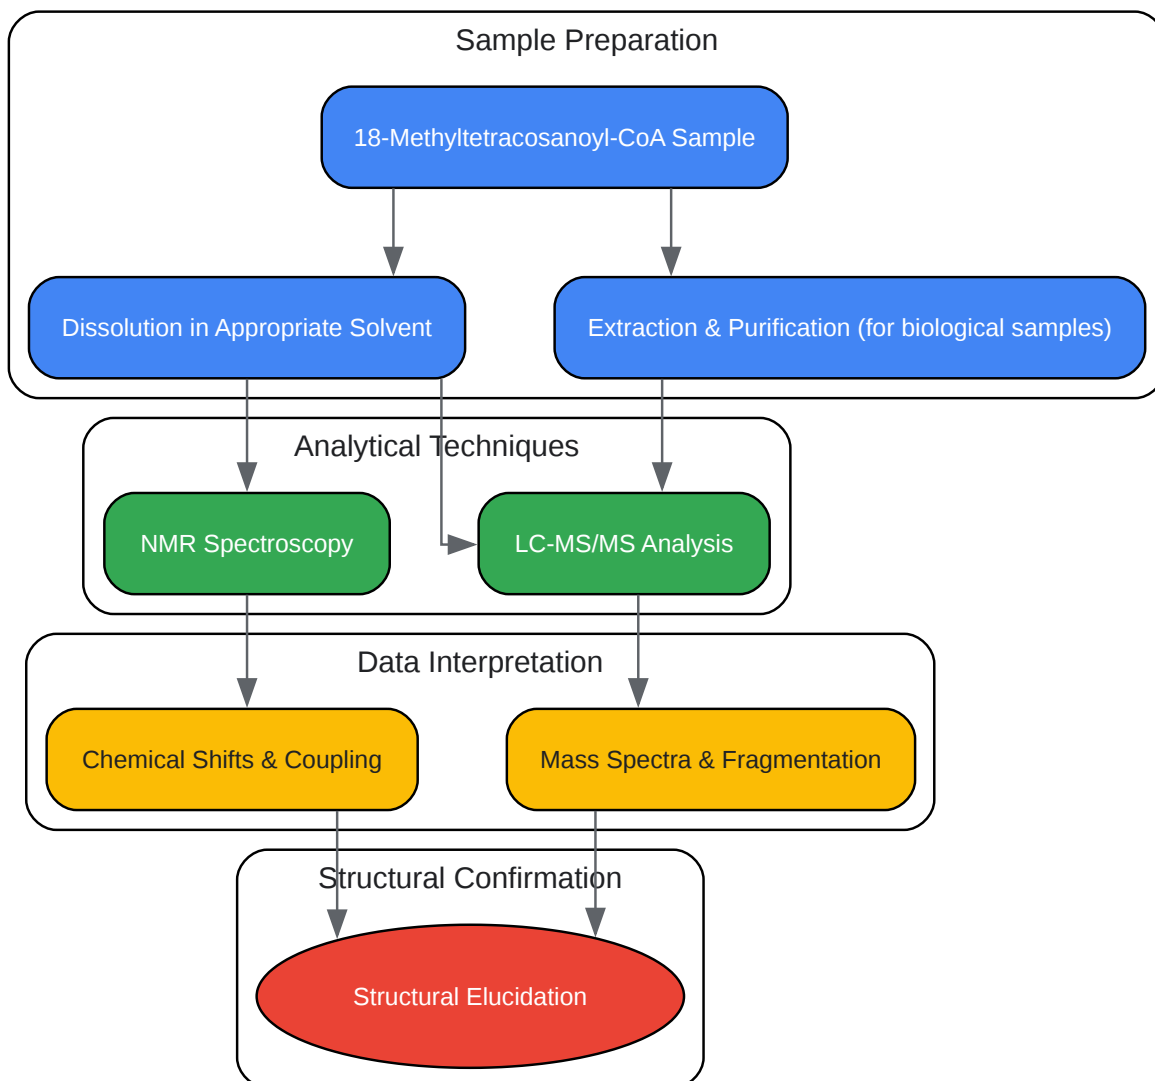 Sample Preparation
18-Methyltetracosanoyl-CoA Sample
Dissolution in Appropriate Solvent
Extraction & Purification (for biological samples)
Analytical Techniques
NMR Spectroscopy
LC-MS/MS Analysis
Data Interpretation
Chemical Shifts & Coupling
Mass Spectra & Fragmentation
Structural Confirmation
Structural Elucidation